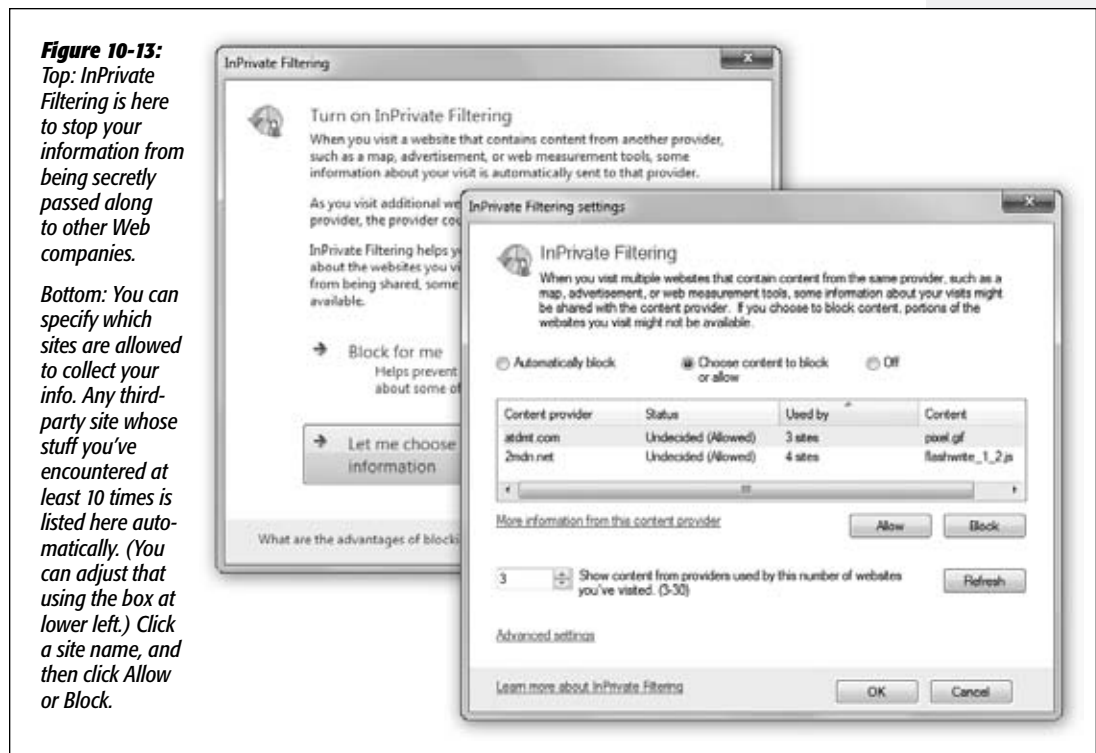 Figure 10-13:
Top: InPrivate
Filtering is here
to stop your
information from
being secretly
passed along
to other Web
companies.
Bottom: You can
specify which
sites are allowed
to collect your
info. Any third-
party site whose
stuff you've
encountered at
least 10 times is
listed here auto-
matically. (You
can adjust that
using the box at
lower left.) Click
a site name, and
then click Allow
or Block.
InPrivate Filtering
Turn on InPrivate Filtering
When you visit a website that contains content from another provider,
such as a map, advertisement, or web measurement tools, some
information about your visit is automatically sent to that provider.
As you visit additional we
provider, the provider cou
InPrivate Filtering helps y
about the websites you vi
from being shared, some
available.
Block for me
Helps prevent
about some of
Let me choose
information
What are the advantages of blocki
InPrivate Filtering settings
InPrivate Filtering
When you visit multiple websites that contain content from the same provider, such as a
map, advertisement, or web measurement tools, some information about your visits might
be shared with the content provider. If you choose to block content, portions of the
websites you visit might not be available.
Automatically block Choose content to block or allow Off
Content provider Status Used by Content
atdmt.com Undecided (Allowed) 3 sites pixel.gif
2mdn.net Undecided (Allowed) 4 sites flashwrite_1_2.js
More information from this content provider Allow Block
3 Show content from providers used by this number of websites
you've visited. (3-30) Refresh
Advanced settings
Learn more about InPrivate Filtering OK Cancel